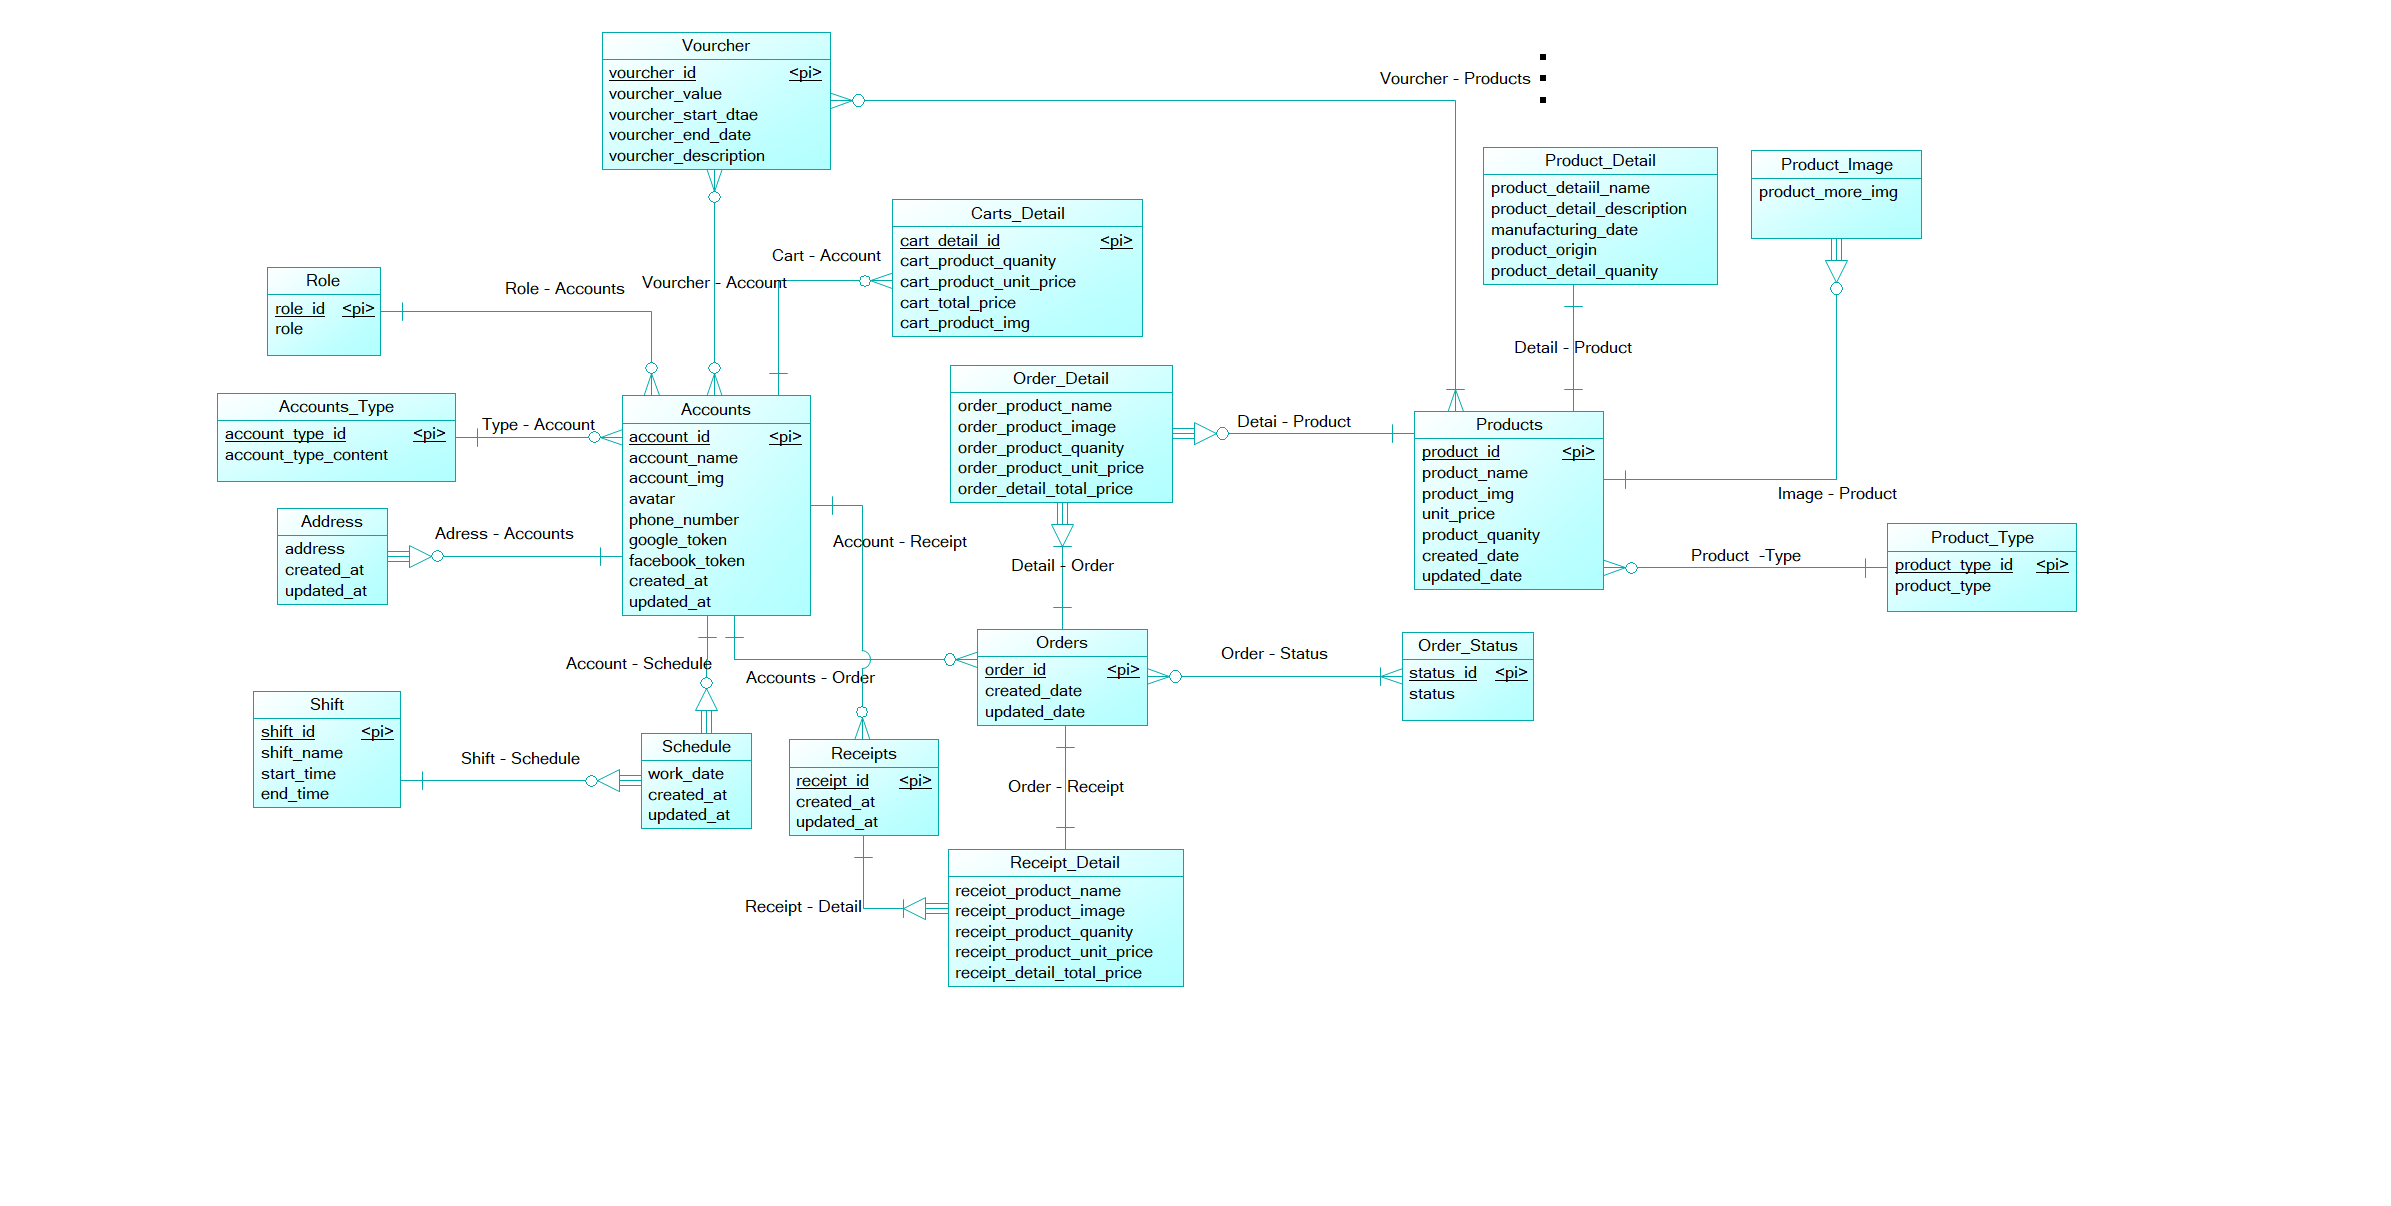 Vourcher
vourcher_id <pi>
vourcher_value
vourcher_start_dtae
vourcher_end_date
vourcher_description
Vourcher - Products
Product_Detail
product_detaiil_name
product_detail_description
manufacturing_date
product_origin
product_detail_quanity
Product_Image
product_more_img
Carts_Detail
cart_detail_id <pi>
cart_product_quanity
cart_product_unit_price
cart_total_price
cart_product_img
Cart - Account
Vourcher - Account
Role - Accounts
Role
role_id <pi>
role
Detail - Product
Order_Detail
order_product_name
order_product_image
order_product_quanity
order_product_unit_price
order_detail_total_price
Detai - Product
Accounts_Type
account_type_id <pi>
account_type_content
Type - Account
Accounts
account_id <pi>
account_name
account_img
avatar
phone_number
google_token
facebook_token
created_at
updated_at
Products
product_id <pi>
product_name
product_img
unit_price
product_quanity
created_date
updated_date
Image - Product
Address
address
created_at
updated_at
Adress - Accounts
Account - Receipt
Detail - Order
Product  -Type
Product_Type
product_type_id <pi>
product_type
Orders
order_id <pi>
created_date
updated_date
Order - Status
Order_Status
status_id <pi>
status
Account - Schedule
Accounts - Order
Shift
shift_id <pi>
shift_name
start_time
end_time
Shift - Schedule
Schedule
work_date
created_at
updated_at
Receipts
receipt_id <pi>
created_at
updated_at
Order - Receipt
Receipt - Detail
Receipt_Detail
receiot_product_name
receipt_product_image
receipt_product_quanity
receipt_product_unit_price
receipt_detail_total_price